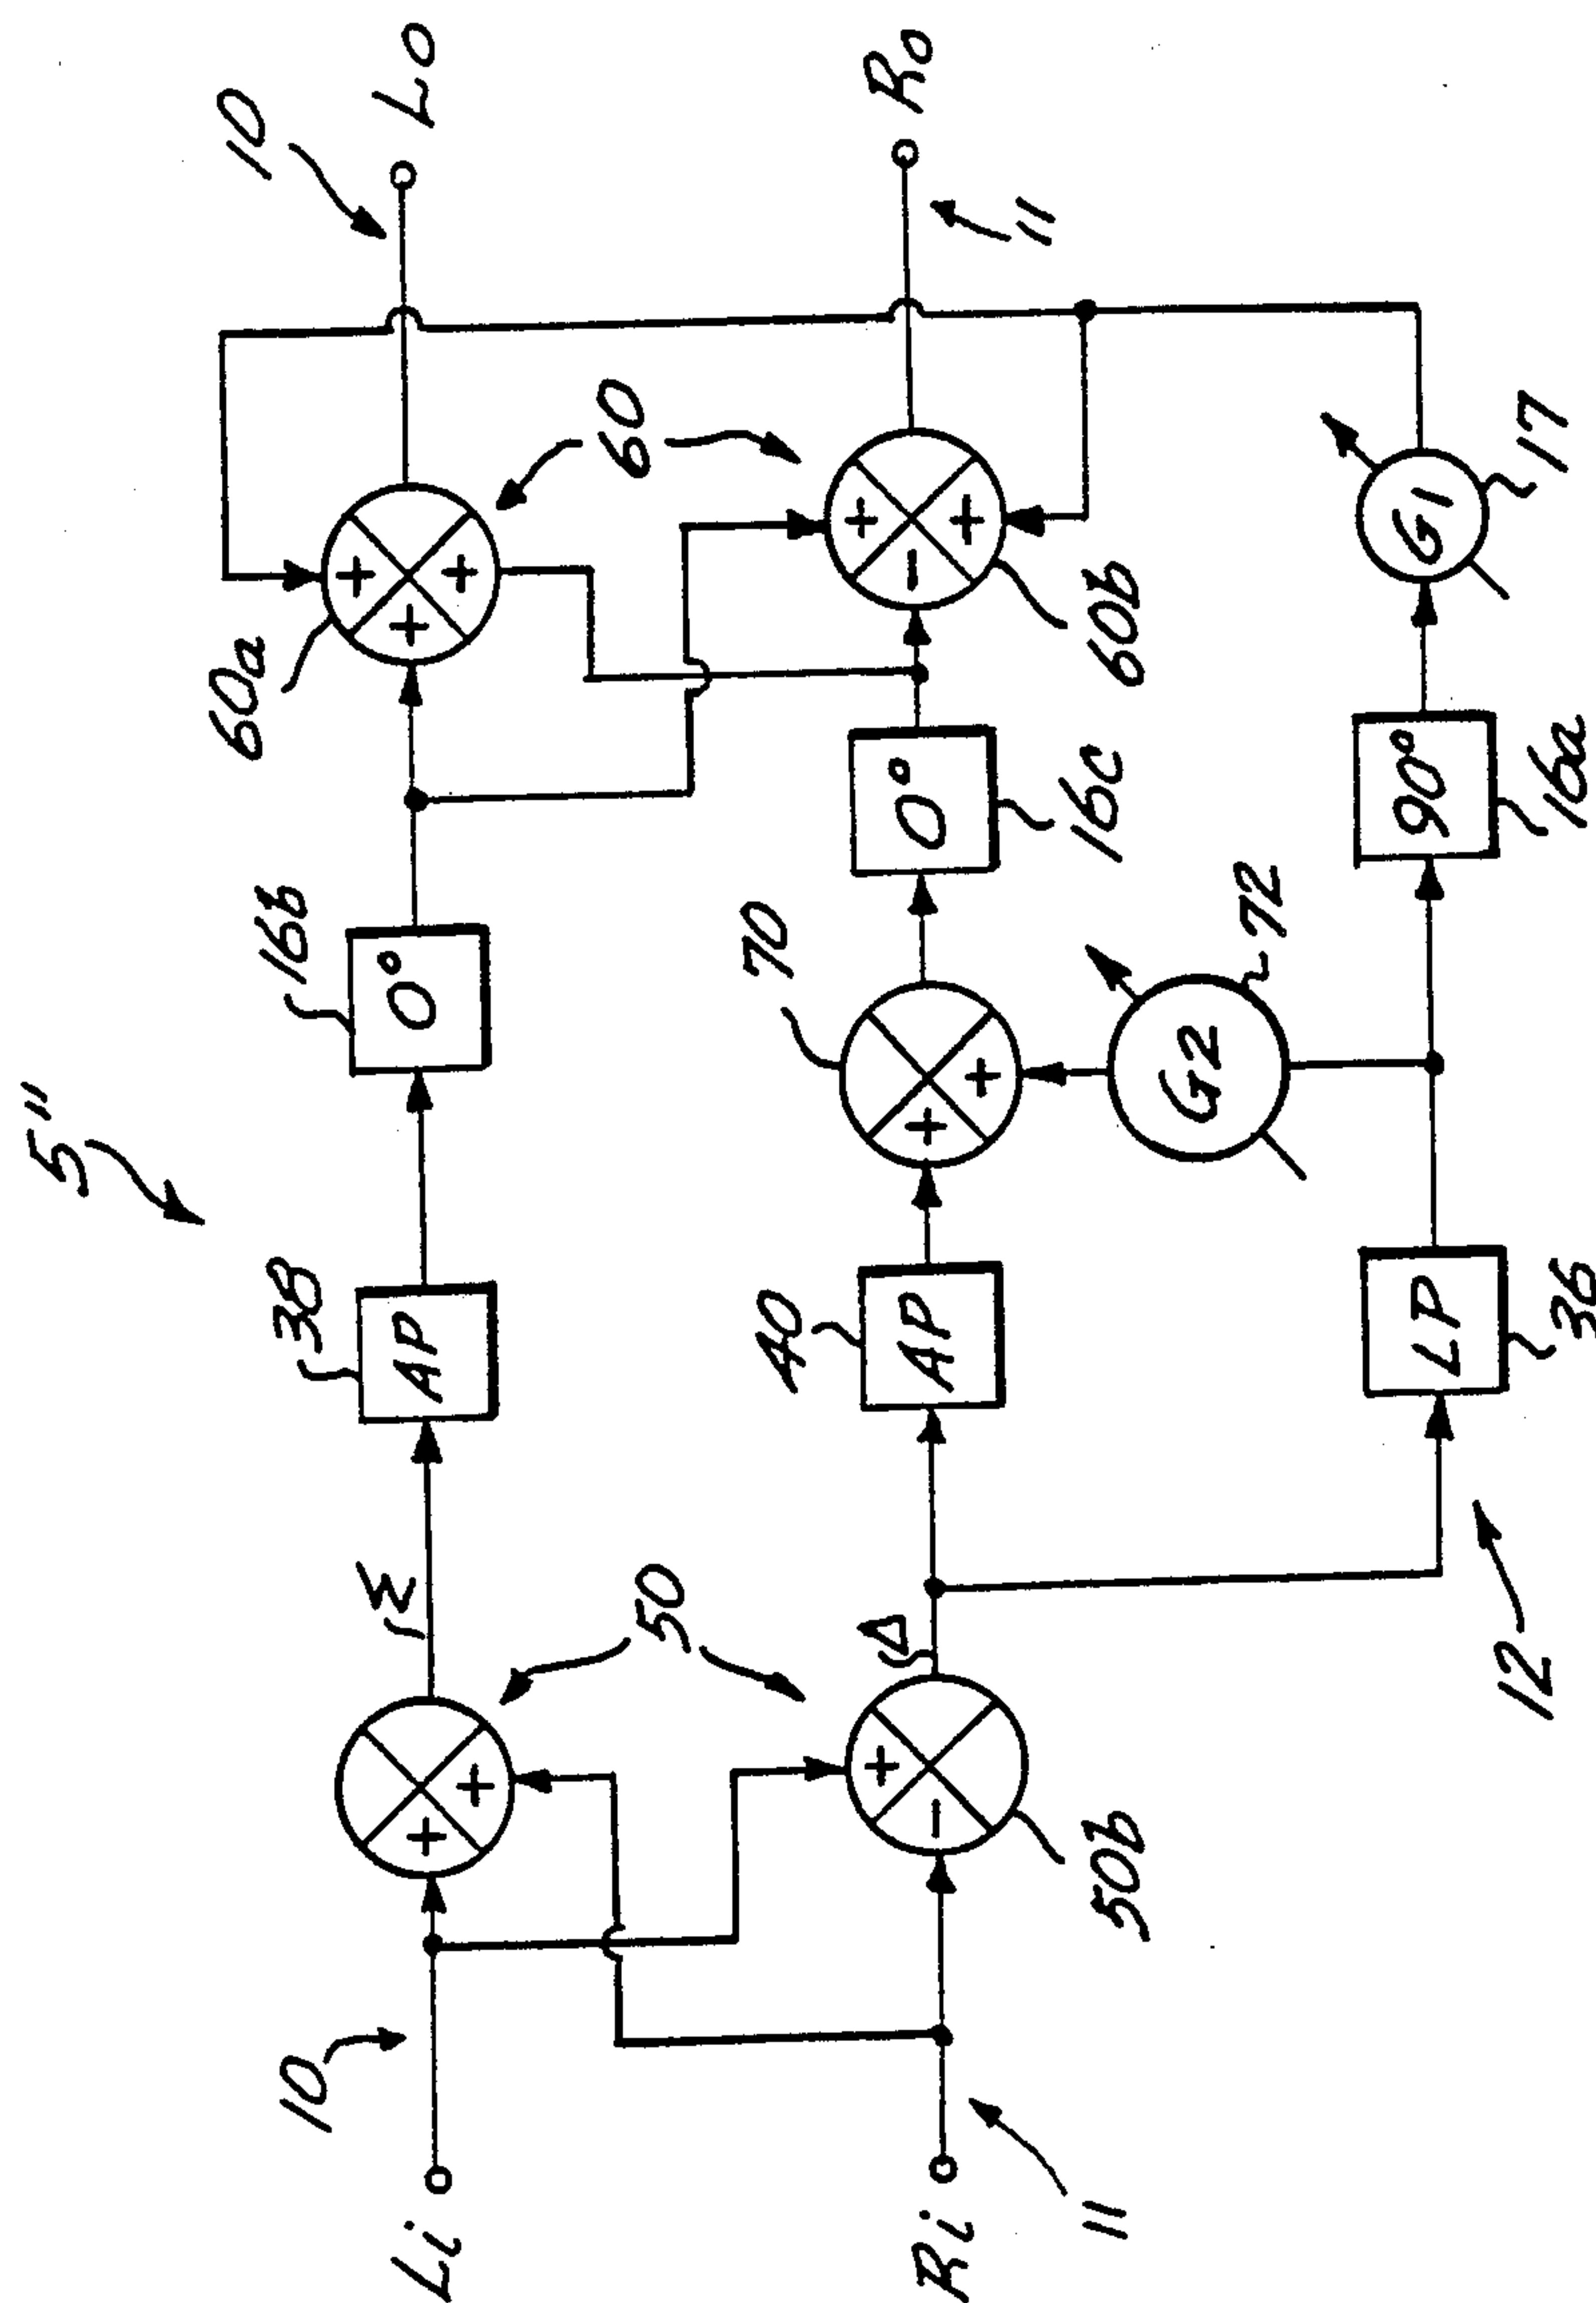 5"
10
Li
+
+
50
Σ
38
AP
16b
0°
60a
+
+
+
60
10
Lo
Ri
11
+
−
50b
Δ
40
AP
70
+
+
0°
16c
+
−
+
60b
11
Ro
12
LP
36
G2
72
90°
16a
G1
17